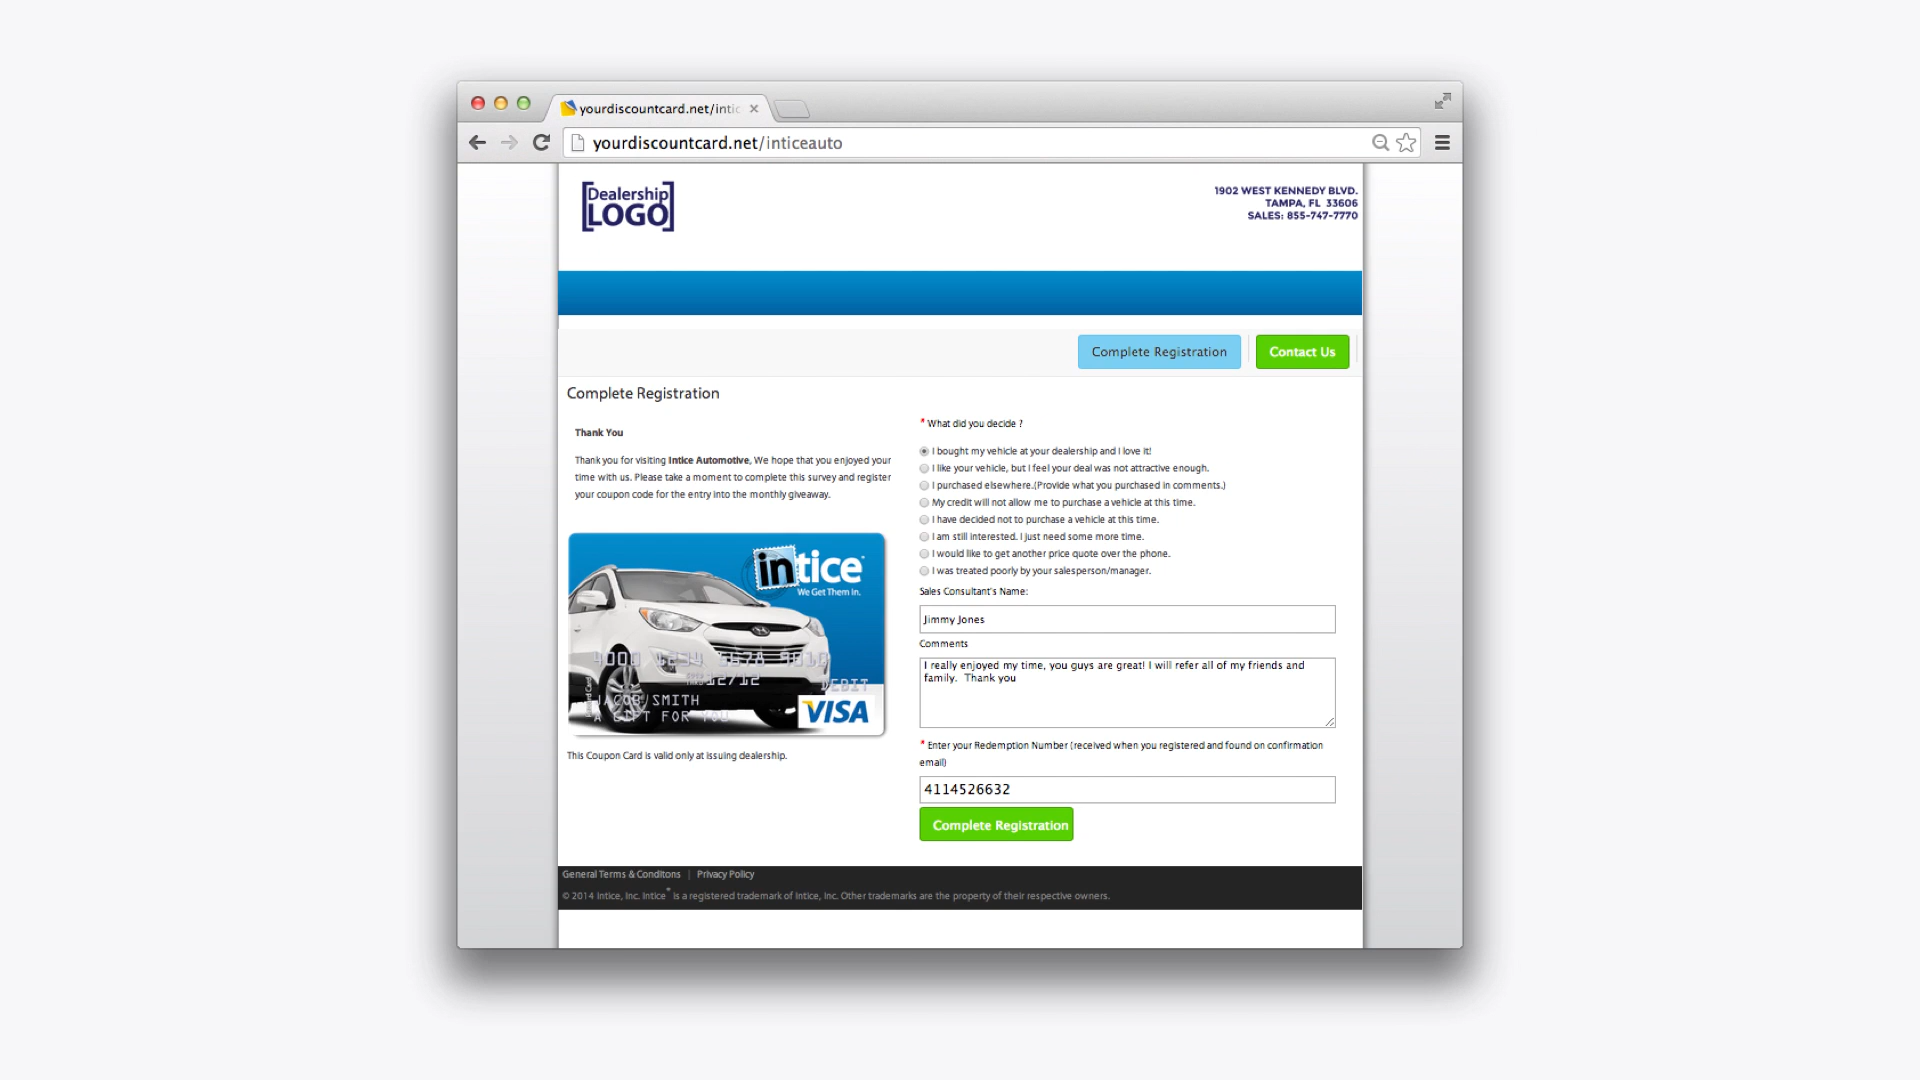 yourdiscountcard.net/intic
yourdiscountcard.net/inticeauto
[Dealership
LOGO]
1902 WEST KENNEDY BLVD.
TAMPA, FL 33606
SALES: 855-747-7770
Complete Registration
Contact Us
Complete Registration
Thank You
Thank you for visiting Intice Automotive, We hope that you enjoyed your
time with us. Please take a moment to complete this survey and register
your coupon code for the entry into the monthly giveaway.
intice
We Get Them In.
4000 1234 5678 9010
12/12
DEBIT
JACOB SMITH
A GIFT FOR YOU
VISA
This Coupon Card is valid only at issuing dealership.
* What did you decide ?
I bought my vehicle at your dealership and I love it!
I like your vehicle, but I feel your deal was not attractive enough.
I purchased elsewhere.(Provide what you purchased in comments.)
My credit will not allow me to purchase a vehicle at this time.
I have decided not to purchase a vehicle at this time.
I am still interested. I just need some more time.
I would like to get another price quote over the phone.
I was treated poorly by your salesperson/manager.
Sales Consultant's Name:
Jimmy Jones
Comments
I really enjoyed my time, you guys are great! I will refer all of my friends and
family. Thank you
* Enter your Redemption Number (received when you registered and found on confirmation
email)
4114526632
Complete Registration
General Terms & Conditons | Privacy Policy
© 2014 Intice, Inc. Intice® is a registered trademark of Intice, Inc. Other trademarks are the property of their respective owners.